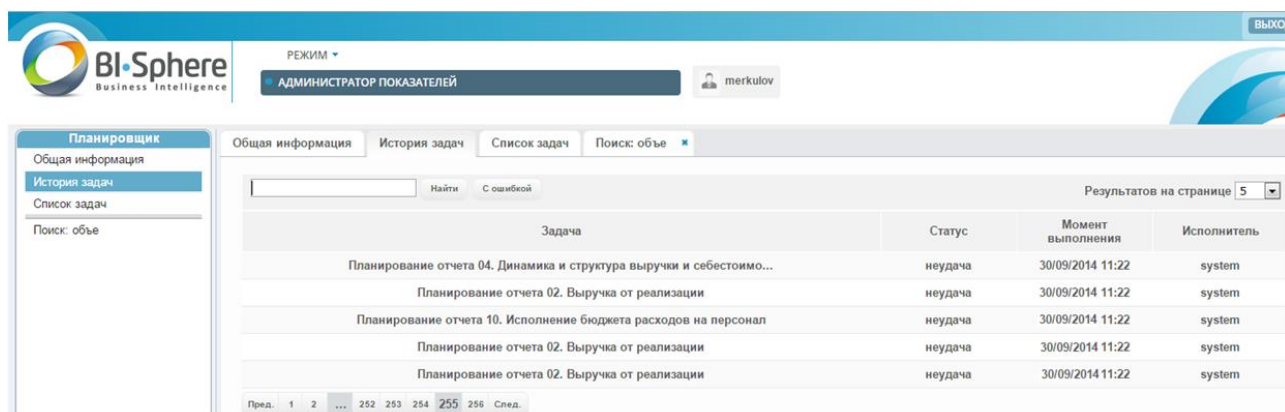 ВЫХО
BI-Sphere
Business Intelligence
РЕЖИМ
АДМИНИСТРАТОР ПОКАЗАТЕЛЕЙ
merkulov
Планировщик
Общая информация
История задач
Список задач
Поиск: объе
Общая информация История задач Список задач Поиск: объе
Найти С ошибкой Результатов на странице 5
Задача Статус Момент выполнения Исполнитель
Планирование отчета 04. Динамика и структура выручки и себестоимо... неудача 30/09/2014 11:22 system
Планирование отчета 02. Выручка от реализации неудача 30/09/2014 11:22 system
Планирование отчета 10. Исполнение бюджета расходов на персонал неудача 30/09/2014 11:22 system
Планирование отчета 02. Выручка от реализации неудача 30/09/2014 11:22 system
Планирование отчета 02. Выручка от реализации неудача 30/09/2014 11:22 system
Пред. 1 2 ... 252 253 254 255 256 След.